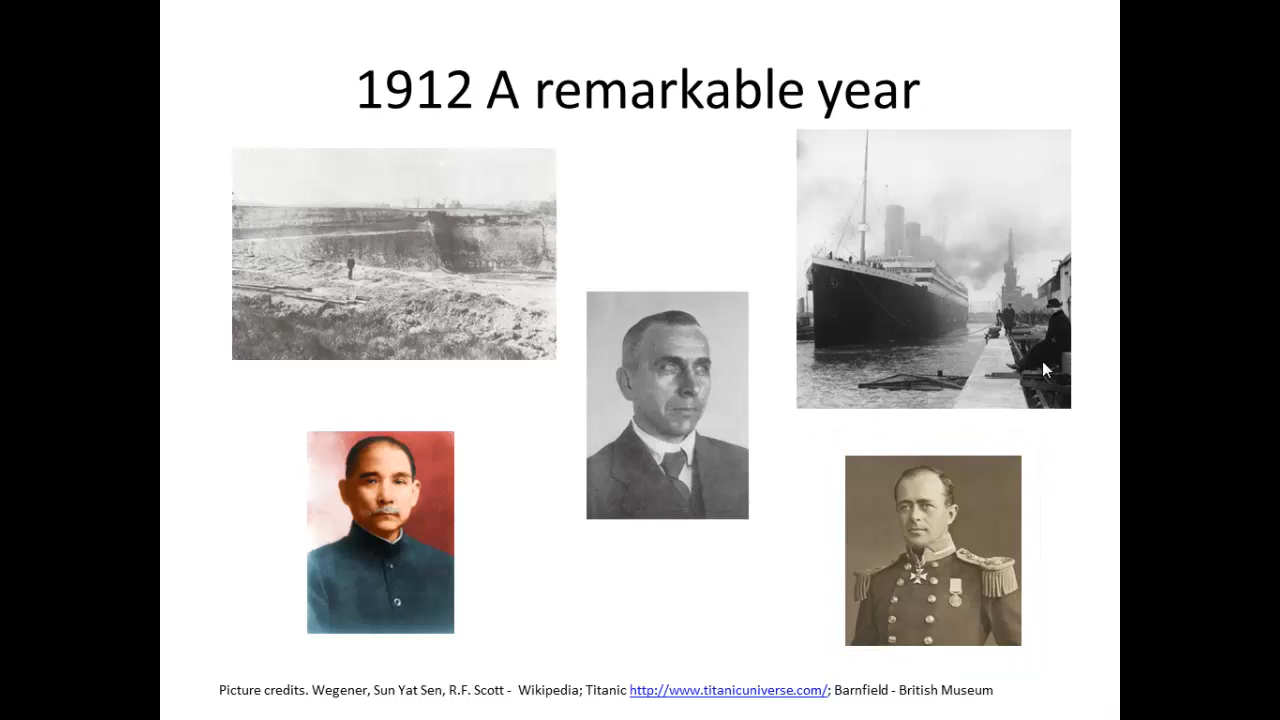 1912 A remarkable year
Picture credits. Wegener, Sun Yat Sen, R.F. Scott - Wikipedia; Titanic http://www.titanicuniverse.com/; Barnfield - British Museum